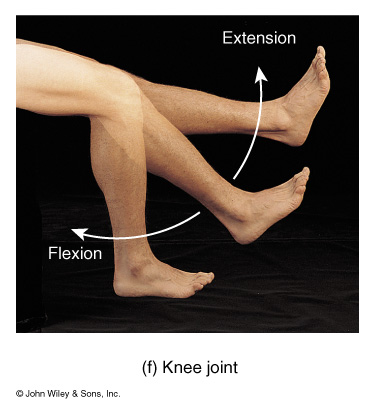 Extension
Flexion
(f) Knee joint
© John Wiley & Sons, Inc.